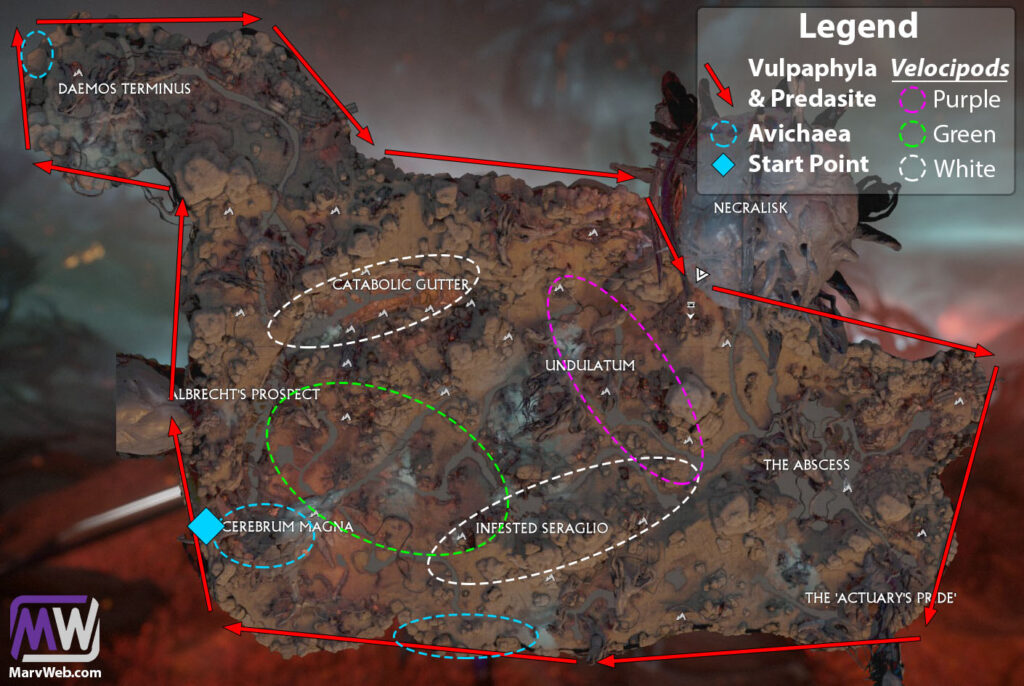 Legend
Vulpaphyla & Predasite
Avichaea
Start Point
Velocipods
Purple
Green
White
DAEMOS TERMINUS
NECRALISK
CATABOLIC GUTTER
UNDULATUM
ALBRECHT'S PROSPECT
THE ABSCESS
CEREBRUM MAGNA
INFESTED SERAGLIO
THE 'ACTUARY'S PRIDE'
MW
MarvWeb.com